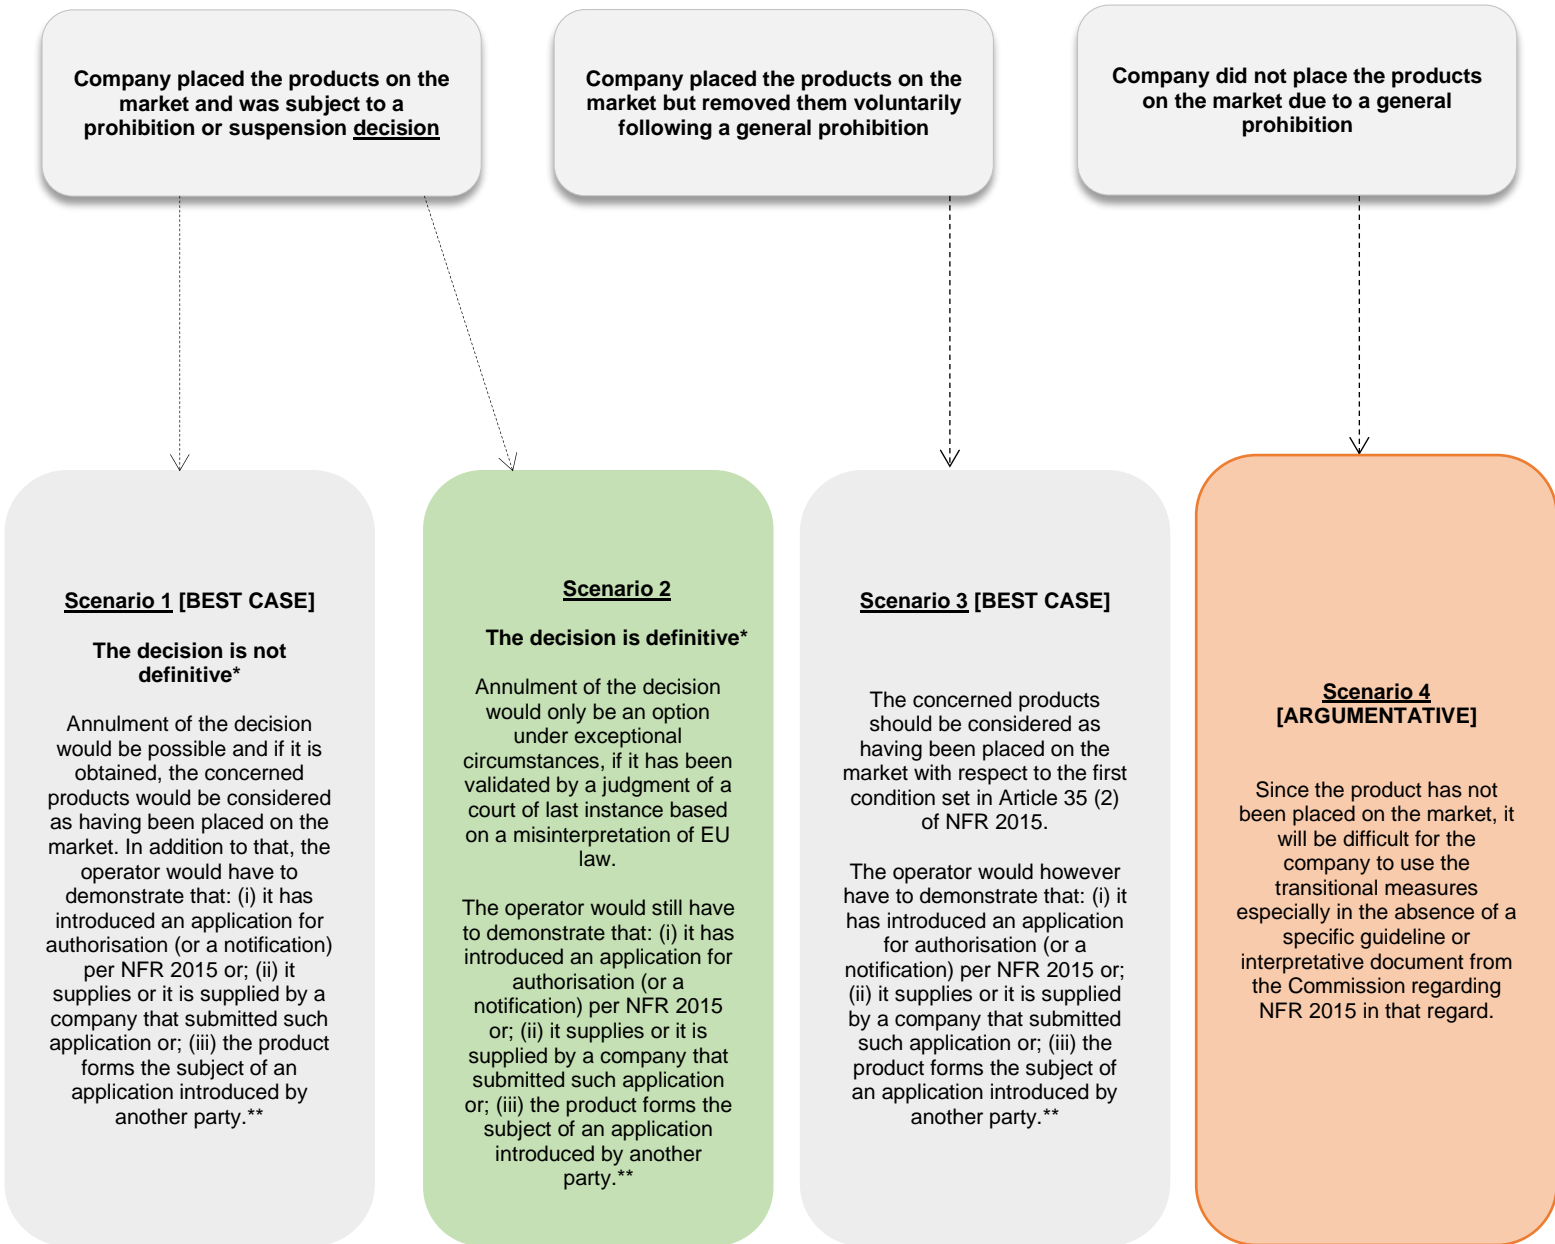 Company placed the products on the
market and was subject to a
prohibition or suspension decision
Company placed the products on the
market but removed them voluntarily
following a general prohibition
Company did not place the products
on the market due to a general
prohibition
Scenario 1 [BEST CASE]
The decision is not
definitive*
Annulment of the decision
would be possible and if it is
obtained, the concerned
products would be considered
as having been placed on the
market. In addition to that, the
operator would have to
demonstrate that: (i) it has
introduced an application for
authorisation (or a notification)
per NFR 2015 or; (ii) it
supplies or it is supplied by a
company that submitted such
application or; (iii) the product
forms the subject of an
application introduced by
another party.**
Scenario 2
The decision is definitive*
Annulment of the decision
would only be an option
under exceptional
circumstances, if it has been
validated by a judgment of a
court of last instance based
on a misinterpretation of EU
law.
The operator would still have
to demonstrate that: (i) it has
introduced an application for
authorisation (or a
notification) per NFR 2015
or; (ii) it supplies or it is
supplied by a company that
submitted such application
or; (iii) the product forms the
subject of an application
introduced by another
party.**
Scenario 3 [BEST CASE]
The concerned products
should be considered as
having been placed on the
market with respect to the first
condition set in Article 35 (2)
of NFR 2015.
The operator would however
have to demonstrate that: (i) it
has introduced an application
for authorisation (or a
notification) per NFR 2015 or;
(ii) it supplies or it is supplied
by a company that submitted
such application or; (iii) the
product forms the subject of
an application introduced by
another party.**
Scenario 4
[ARGUMENTATIVE]
Since the product has not
been placed on the market, it
will be difficult for the
company to use the
transitional measures
especially in the absence of a
specific guideline or
interpretative document from
the Commission regarding
NFR 2015 in that regard.